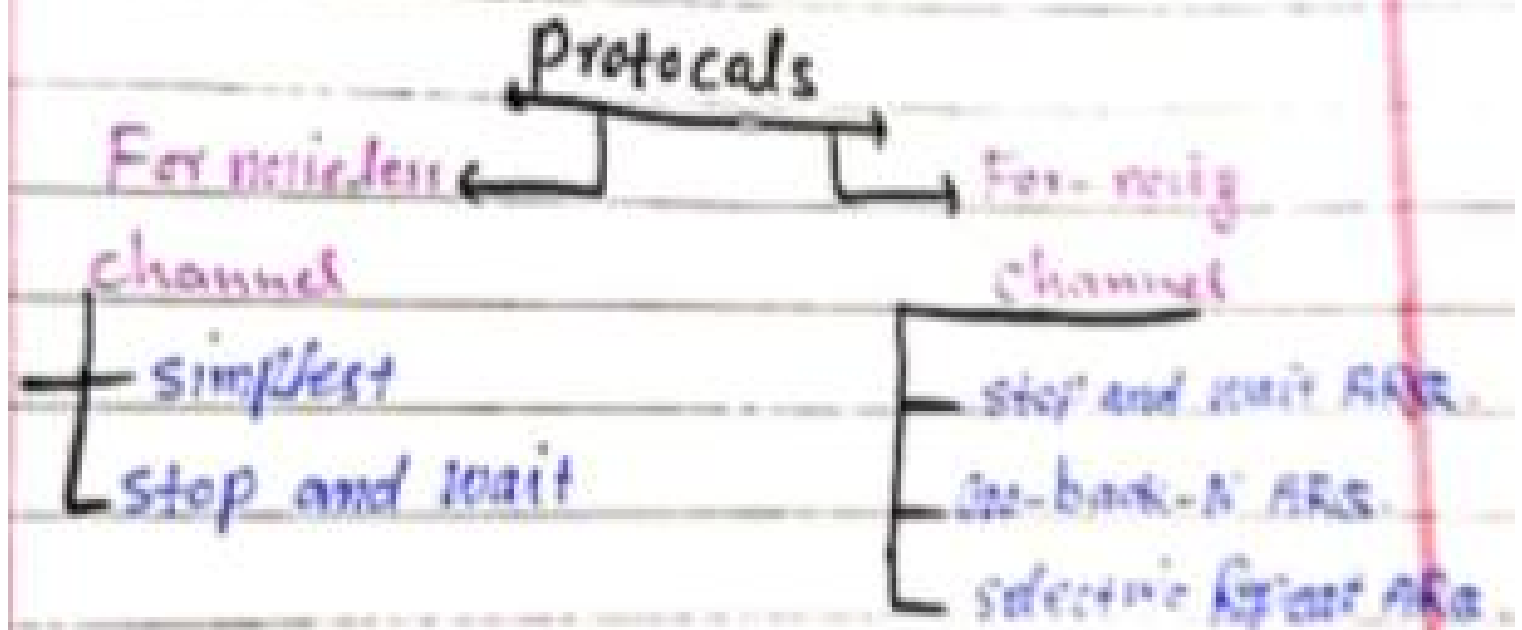 Protocals
For noiseless
channel
simplest
stop and wait
For- noisy
channel
stop and wait ARQ.
Go-back-N ARQ.
selective Repeat ARQ